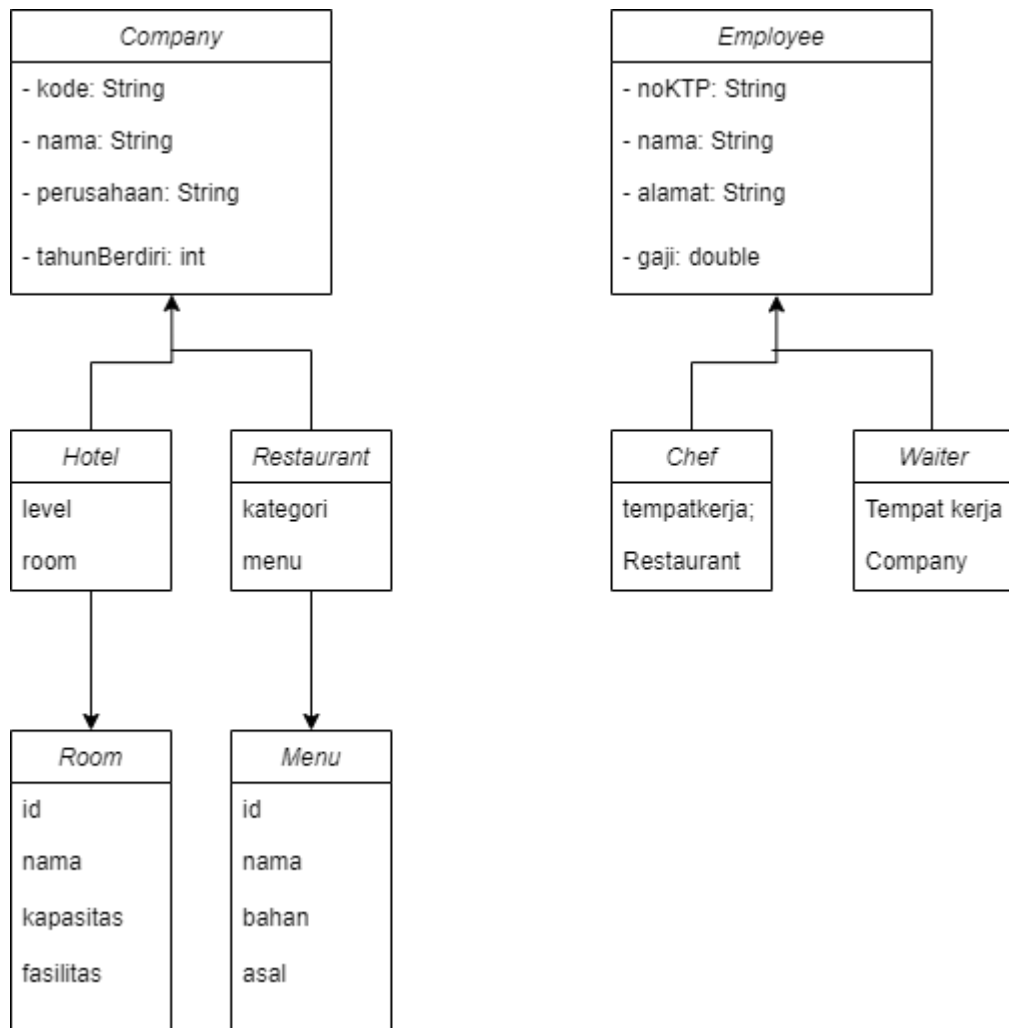 Company
- kode: String
- nama: String
- perusahaan: String
- tahunBerdiri: int
Employee
- noKTP: String
- nama: String
- alamat: String
- gaji: double
Hotel
level
room
Restaurant
kategori
menu
Chef
tempatkerja;
Restaurant
Waiter
Tempat kerja
Company
Room
id
nama
kapasitas
fasilitas
Menu
id
nama
bahan
asal